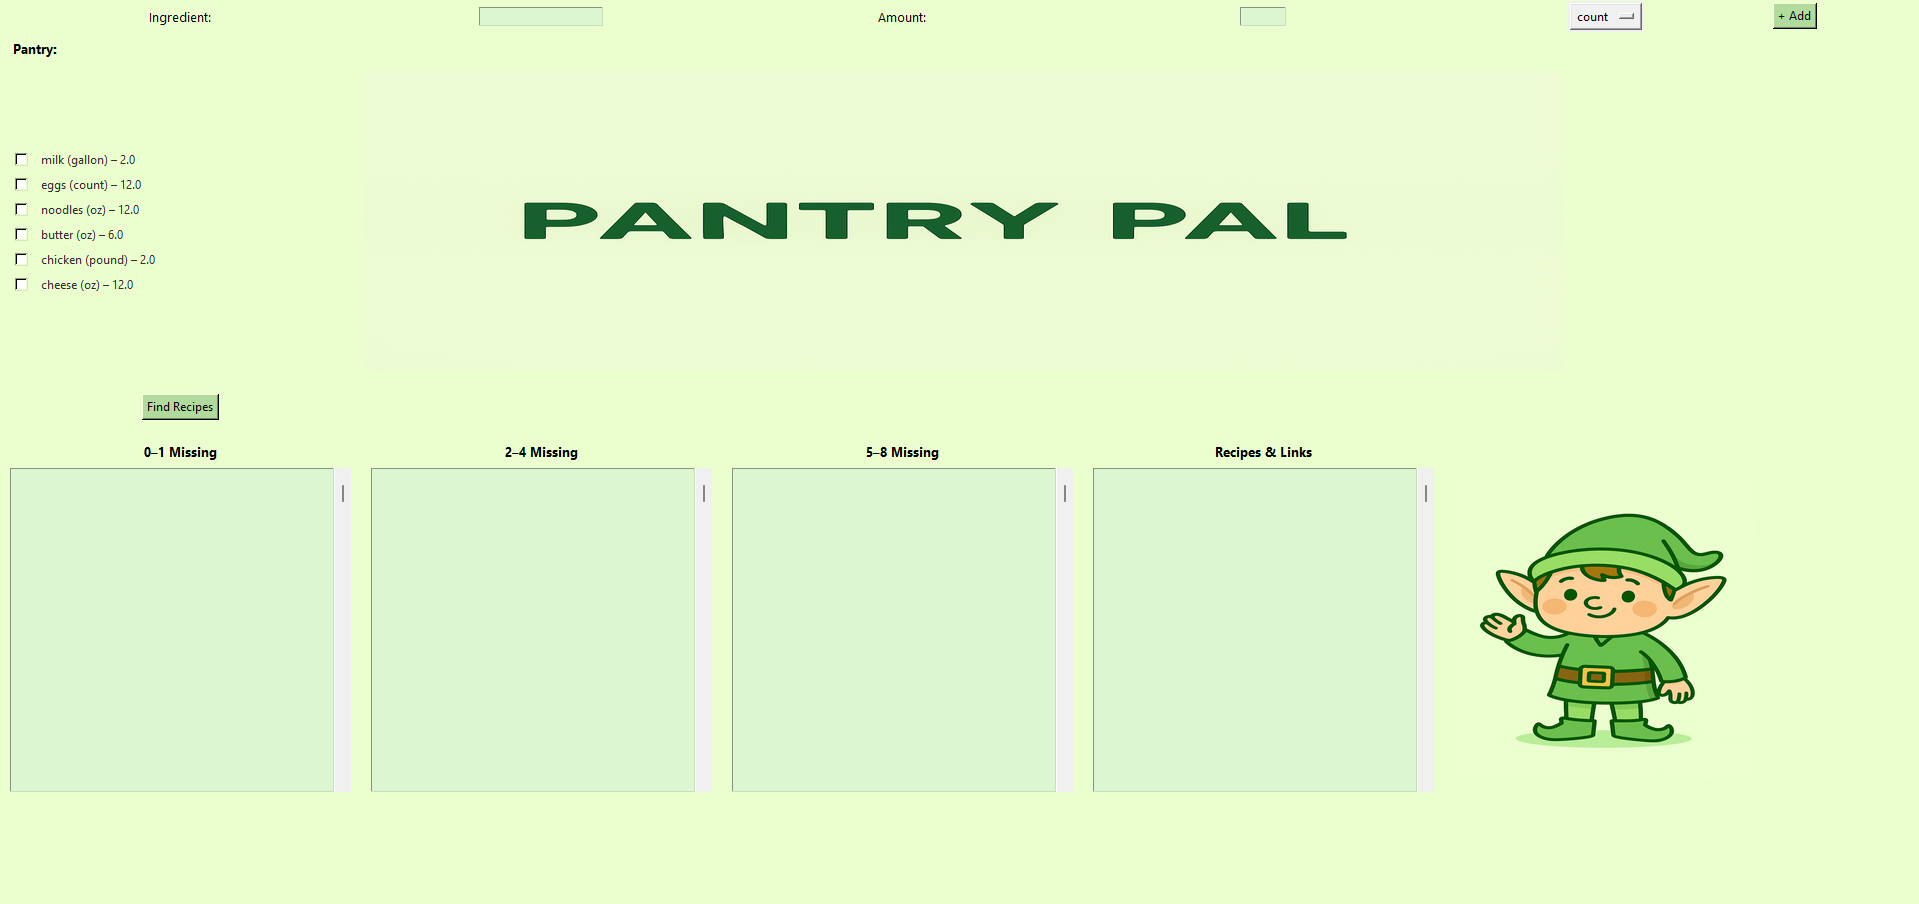 Ingredient: Amount: count + Add
Pantry:
PANTRY PAL
milk (gallon) – 2.0
eggs (count) – 12.0
noodles (oz) – 12.0
butter (oz) – 6.0
chicken (pound) – 2.0
cheese (oz) – 12.0
Find Recipes
0–1 Missing 2–4 Missing 5–8 Missing Recipes & Links